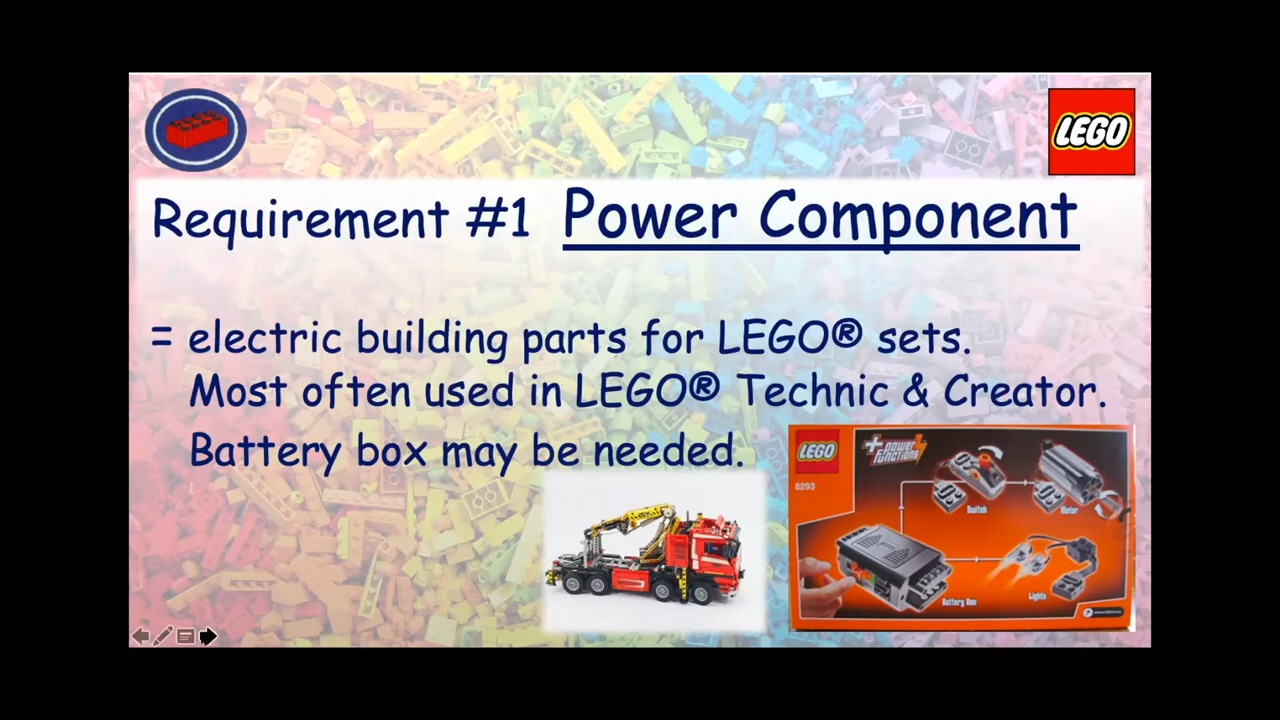 LEGO
Requirement #1 Power Component
= electric building parts for LEGO® sets.
Most often used in LEGO® Technic & Creator.
Battery box may be needed.
LEGO
+power functions
8293
Switch
Motor
Battery Box
Lights